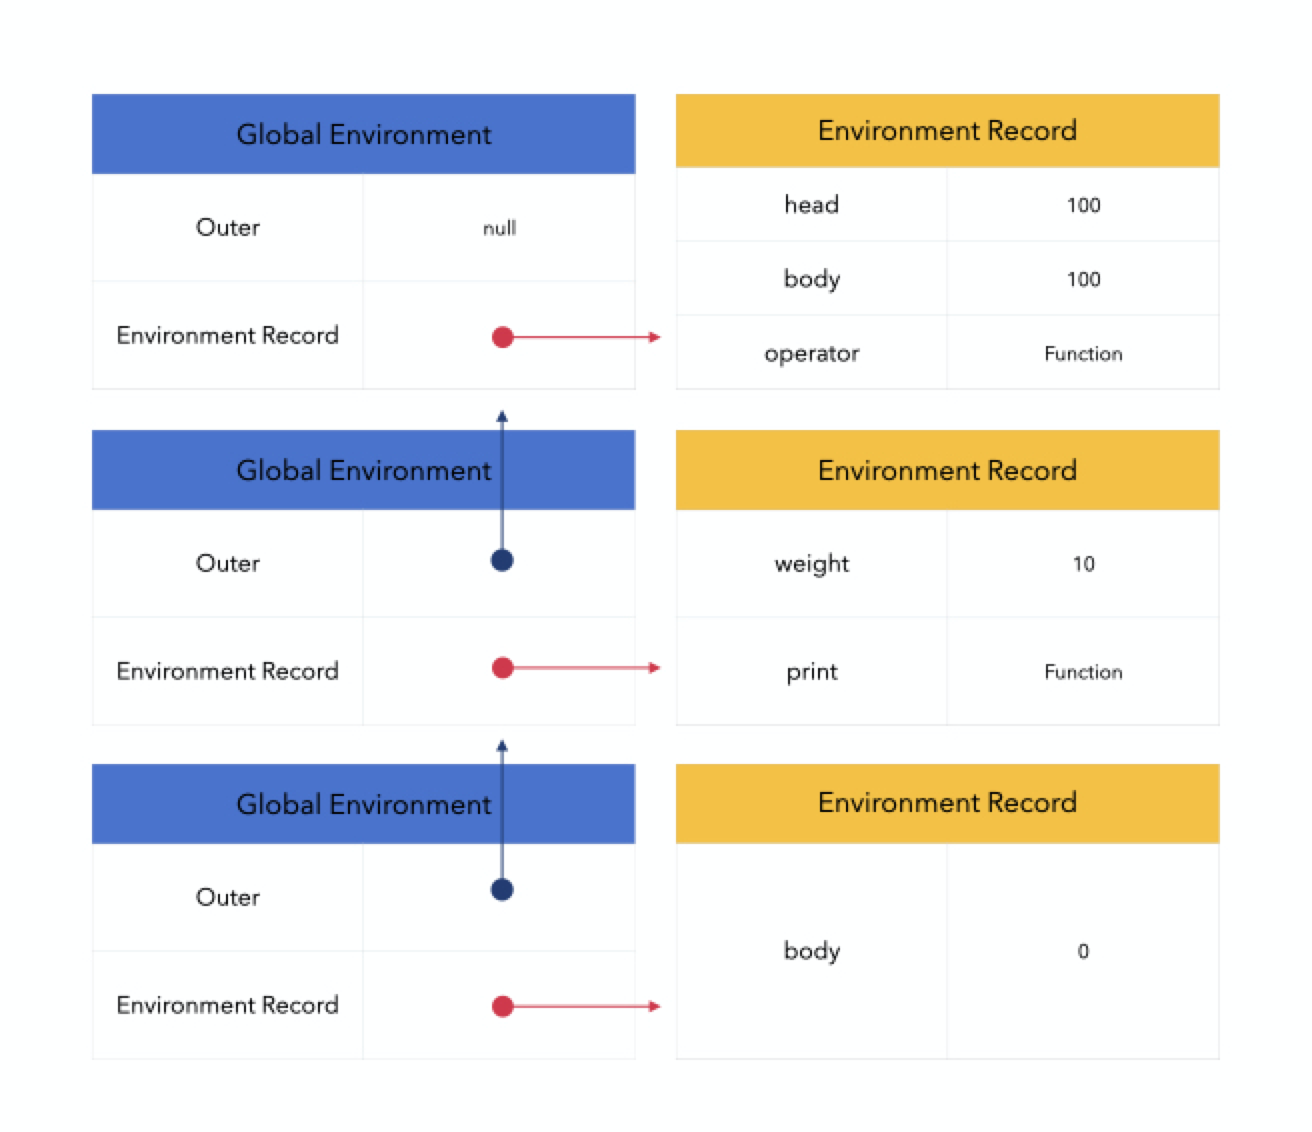 Global Environment
Outer null
Environment Record
Environment Record
head 100
body 100
operator Function
Global Environment
Outer
Environment Record
Environment Record
weight 10
print Function
Global Environment
Outer
Environment Record
Environment Record
body 0